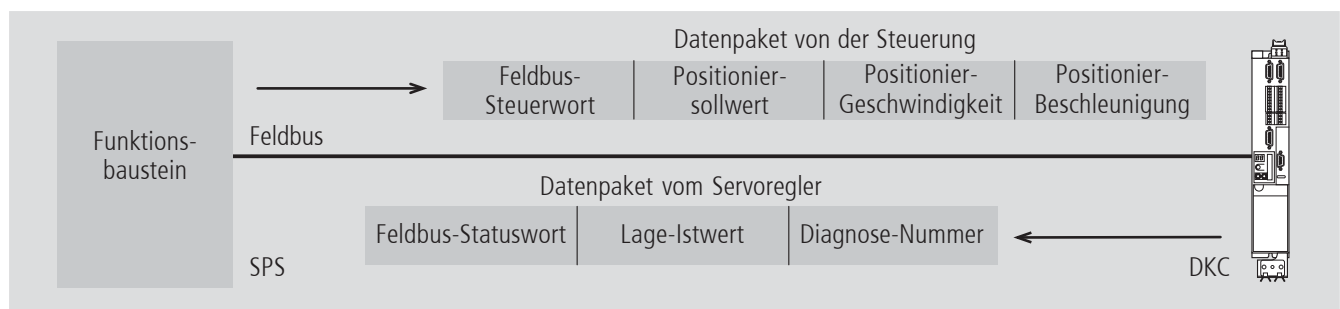 Datenpaket von der Steuerung
Feldbus-
Steuerwort
Positionier-
sollwert
Positionier-
Geschwindigkeit
Positionier-
Beschleunigung
Funktions-
baustein
Feldbus
Datenpaket vom Servoregler
Feldbus-Statuswort
Lage-Istwert
Diagnose-Nummer
SPS
DKC